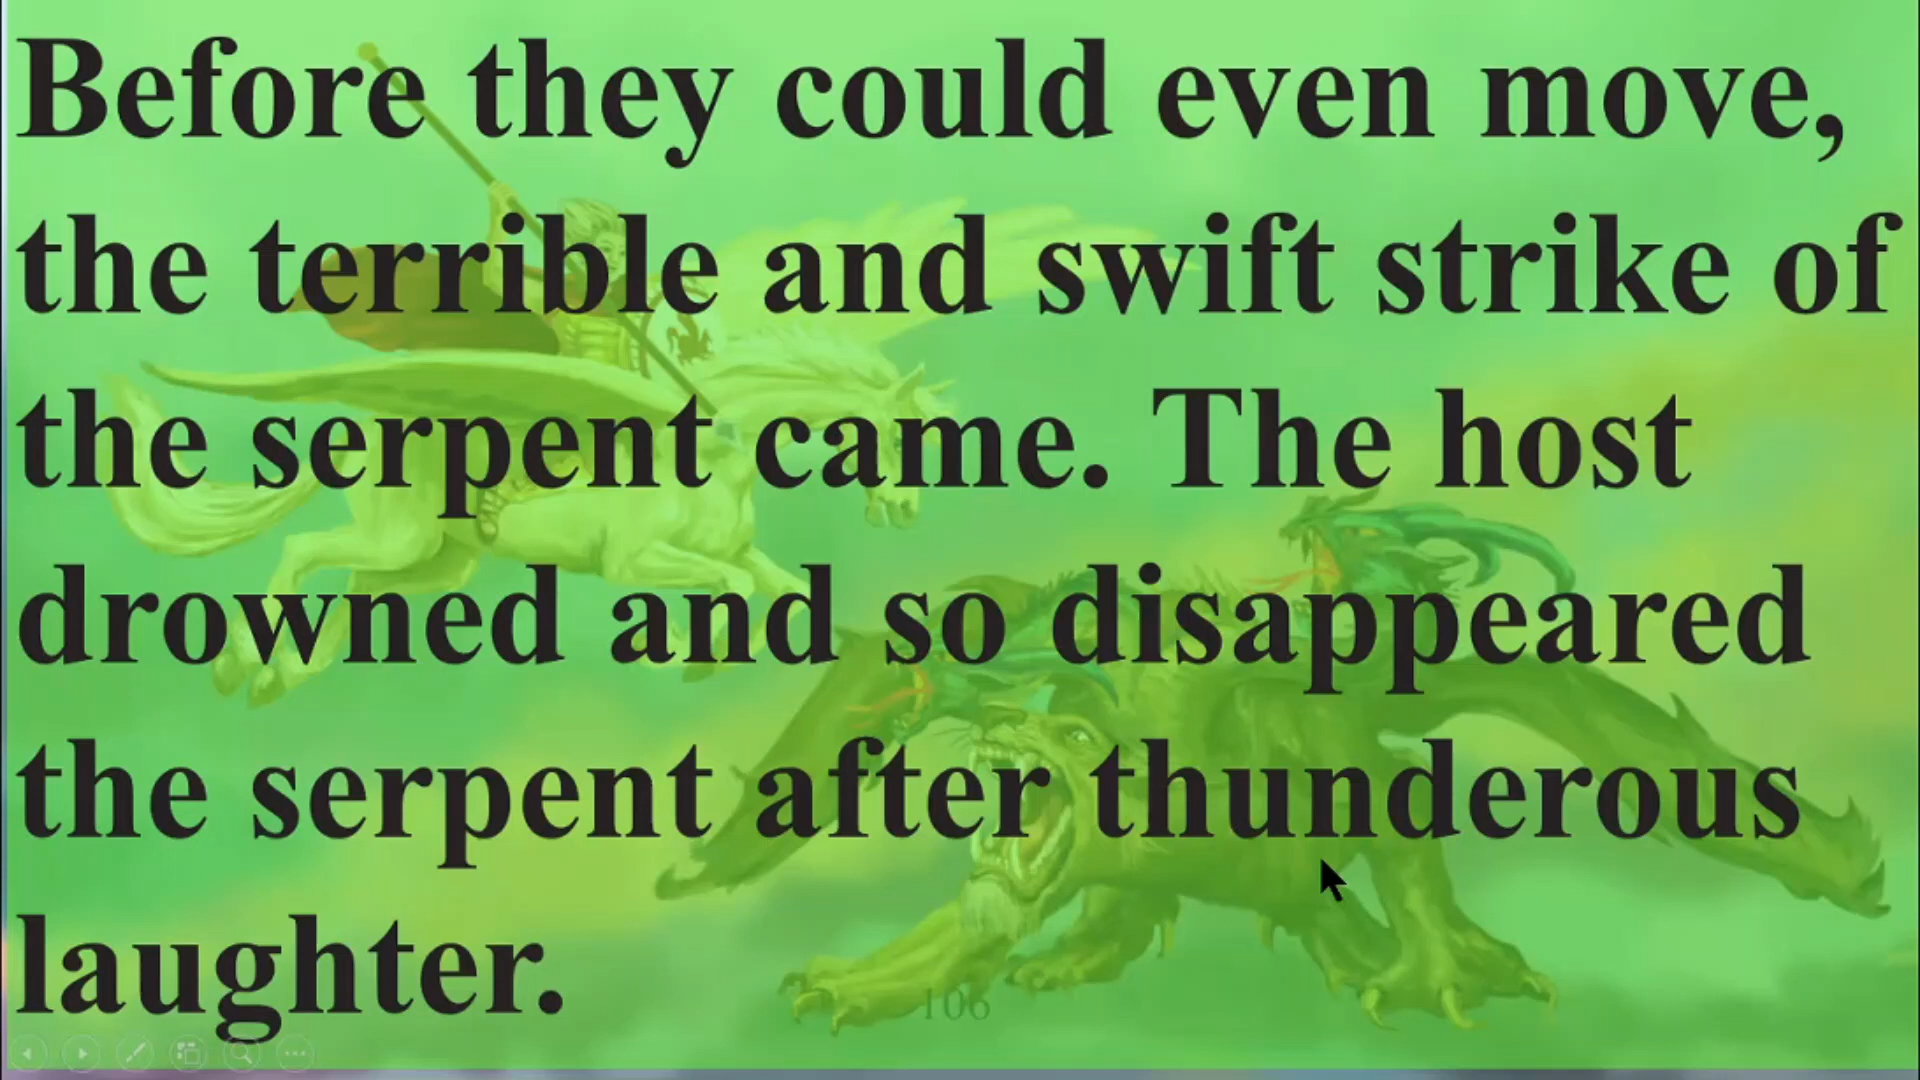 Before they could even move,
the terrible and swift strike of
the serpent came. The host
drowned and so disappeared
the serpent after thunderous
laughter.
106